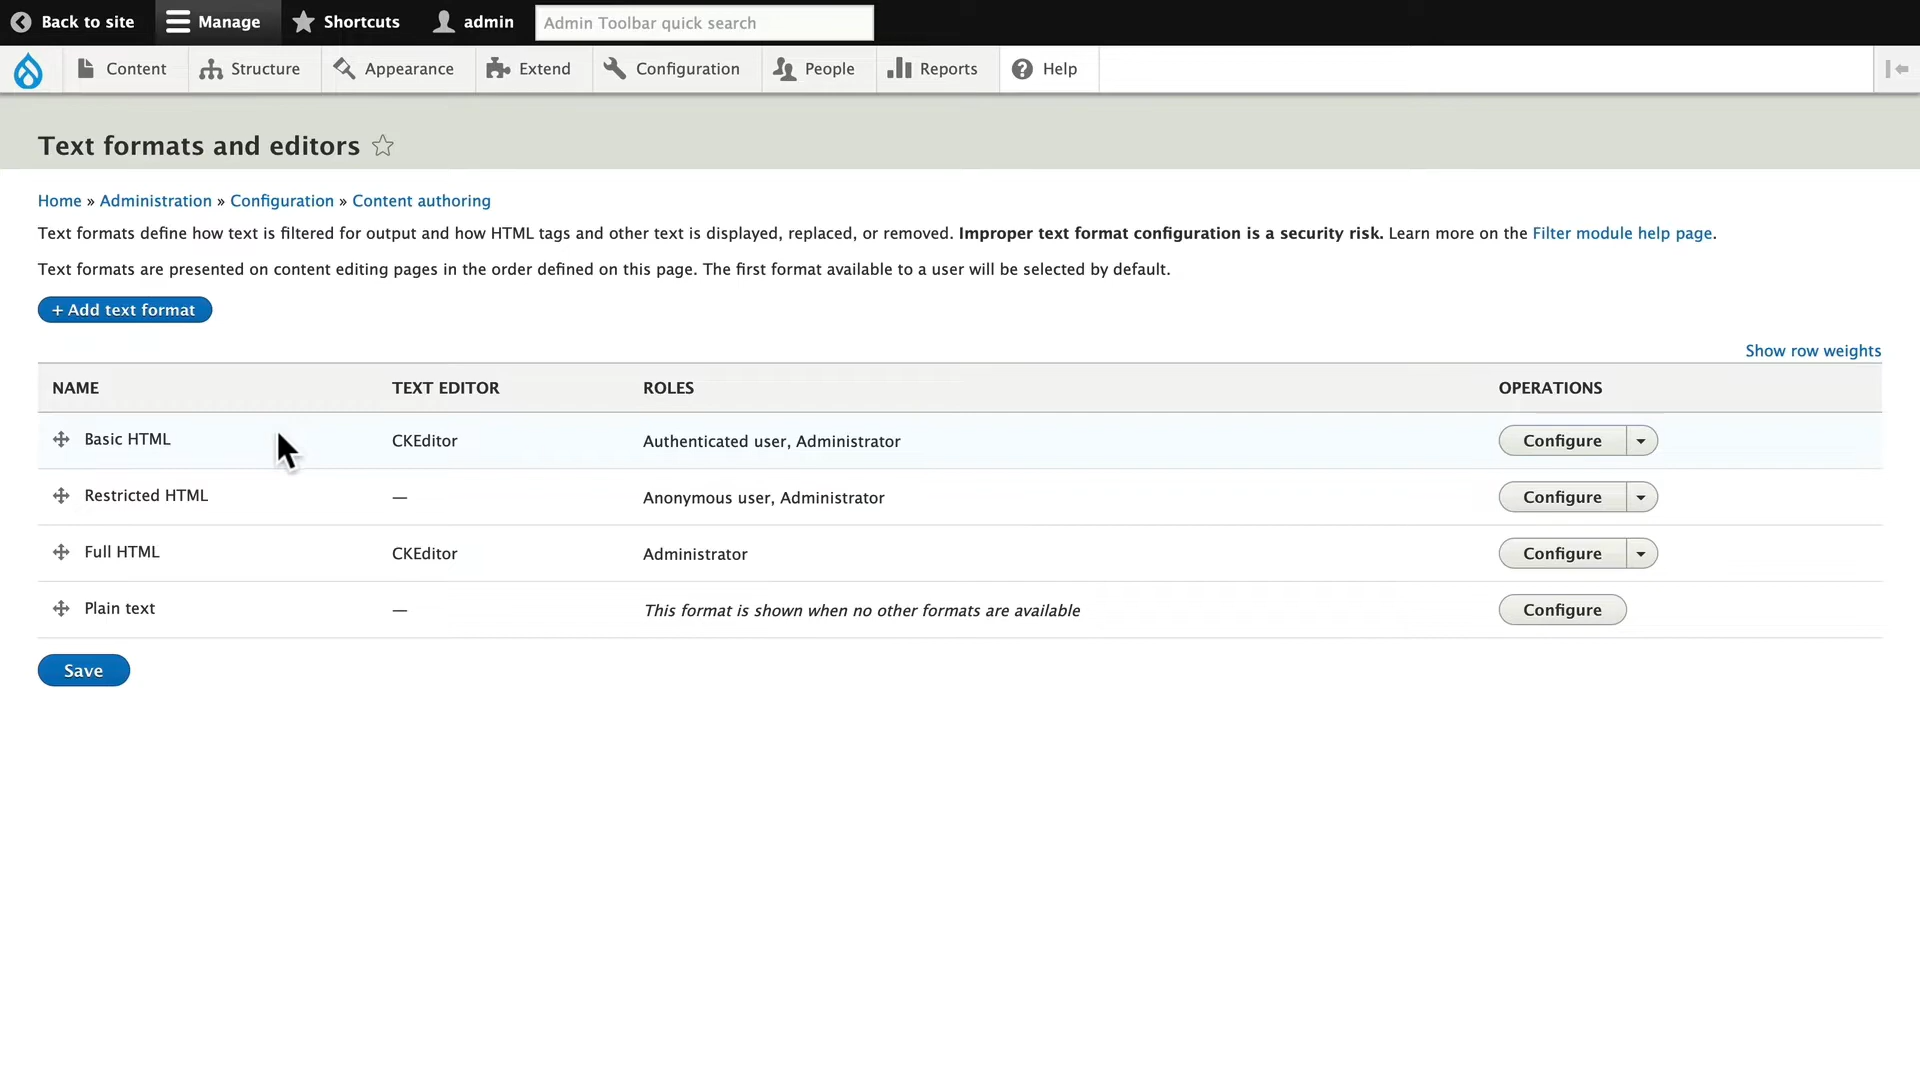 Back to site Manage Shortcuts admin Admin Toolbar quick search
Content Structure Appearance Extend Configuration People Reports Help
Text formats and editors
Home » Administration » Configuration » Content authoring
Text formats define how text is filtered for output and how HTML tags and other text is displayed, replaced, or removed. Improper text format configuration is a security risk. Learn more on the Filter module help page.
Text formats are presented on content editing pages in the order defined on this page. The first format available to a user will be selected by default.
+ Add text format
Show row weights
NAME TEXT EDITOR ROLES OPERATIONS
Basic HTML CKEditor Authenticated user, Administrator Configure
Restricted HTML — Anonymous user, Administrator Configure
Full HTML CKEditor Administrator Configure
Plain text — This format is shown when no other formats are available Configure
Save